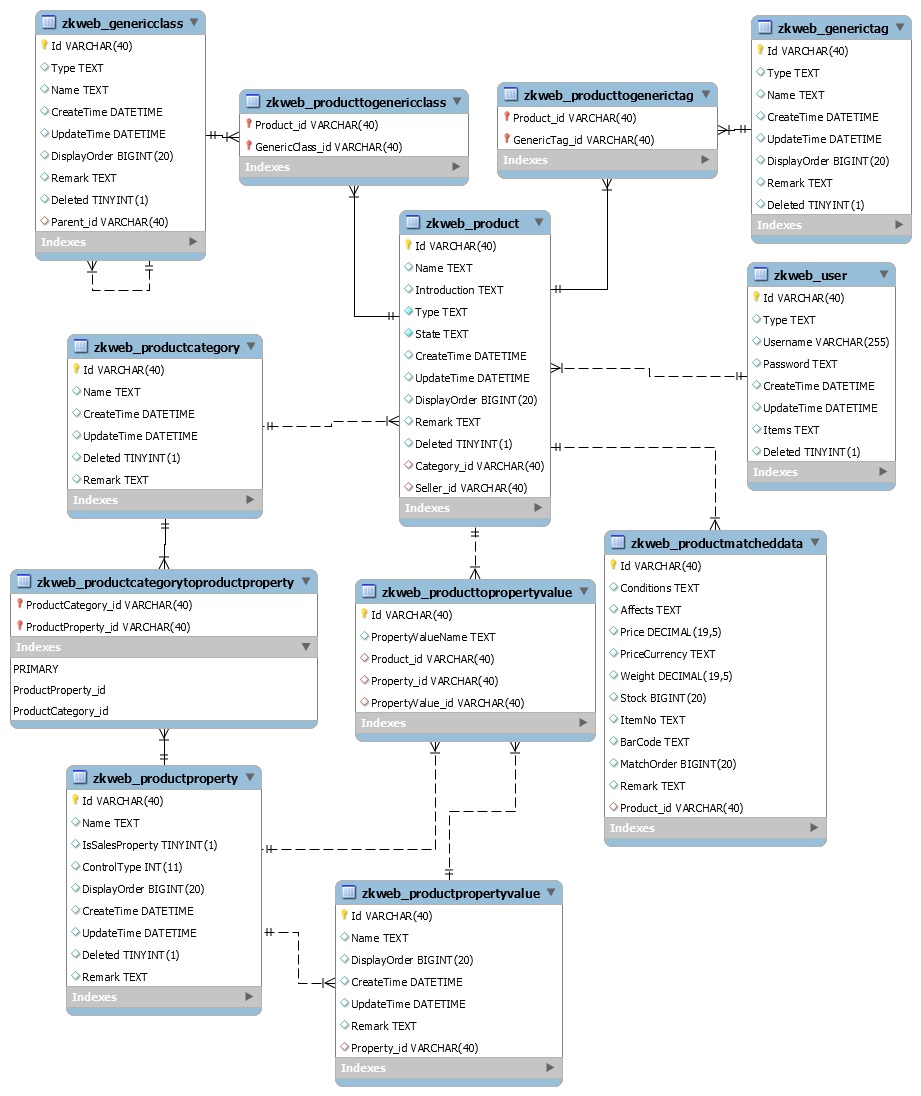 zkweb_genericclass
Id VARCHAR(40)
Type TEXT
Name TEXT
CreateTime DATETIME
UpdateTime DATETIME
DisplayOrder BIGINT(20)
Remark TEXT
Deleted TINYINT(1)
Parent_id VARCHAR(40)
Indexes
zkweb_producttogenericclass
Product_id VARCHAR(40)
GenericClass_id VARCHAR(40)
Indexes
zkweb_producttogenerictag
Product_id VARCHAR(40)
GenericTag_id VARCHAR(40)
Indexes
zkweb_generictag
Id VARCHAR(40)
Type TEXT
Name TEXT
CreateTime DATETIME
UpdateTime DATETIME
DisplayOrder BIGINT(20)
Remark TEXT
Deleted TINYINT(1)
Indexes
zkweb_product
Id VARCHAR(40)
Name TEXT
Introduction TEXT
Type TEXT
State TEXT
CreateTime DATETIME
UpdateTime DATETIME
DisplayOrder BIGINT(20)
Remark TEXT
Deleted TINYINT(1)
Category_id VARCHAR(40)
Seller_id VARCHAR(40)
Indexes
zkweb_user
Id VARCHAR(40)
Type TEXT
Username VARCHAR(255)
Password TEXT
CreateTime DATETIME
UpdateTime DATETIME
Items TEXT
Deleted TINYINT(1)
Indexes
zkweb_productcategory
Id VARCHAR(40)
Name TEXT
CreateTime DATETIME
UpdateTime DATETIME
Deleted TINYINT(1)
Remark TEXT
Indexes
zkweb_productcategorytoproductproperty
ProductCategory_id VARCHAR(40)
ProductProperty_id VARCHAR(40)
Indexes
PRIMARY
ProductProperty_id
ProductCategory_id
zkweb_producttopropertyvalue
Id VARCHAR(40)
PropertyValueName TEXT
Product_id VARCHAR(40)
Property_id VARCHAR(40)
PropertyValue_id VARCHAR(40)
Indexes
zkweb_productmatcheddata
Id VARCHAR(40)
Conditions TEXT
Affects TEXT
Price DECIMAL(19,5)
PriceCurrency TEXT
Weight DECIMAL(19,5)
Stock BIGINT(20)
ItemNo TEXT
BarCode TEXT
MatchOrder BIGINT(20)
Remark TEXT
Product_id VARCHAR(40)
Indexes
zkweb_productproperty
Id VARCHAR(40)
Name TEXT
IsSalesProperty TINYINT(1)
ControlType INT(11)
DisplayOrder BIGINT(20)
CreateTime DATETIME
UpdateTime DATETIME
Deleted TINYINT(1)
Remark TEXT
Indexes
zkweb_productpropertyvalue
Id VARCHAR(40)
Name TEXT
DisplayOrder BIGINT(20)
CreateTime DATETIME
UpdateTime DATETIME
Remark TEXT
Property_id VARCHAR(40)
Indexes